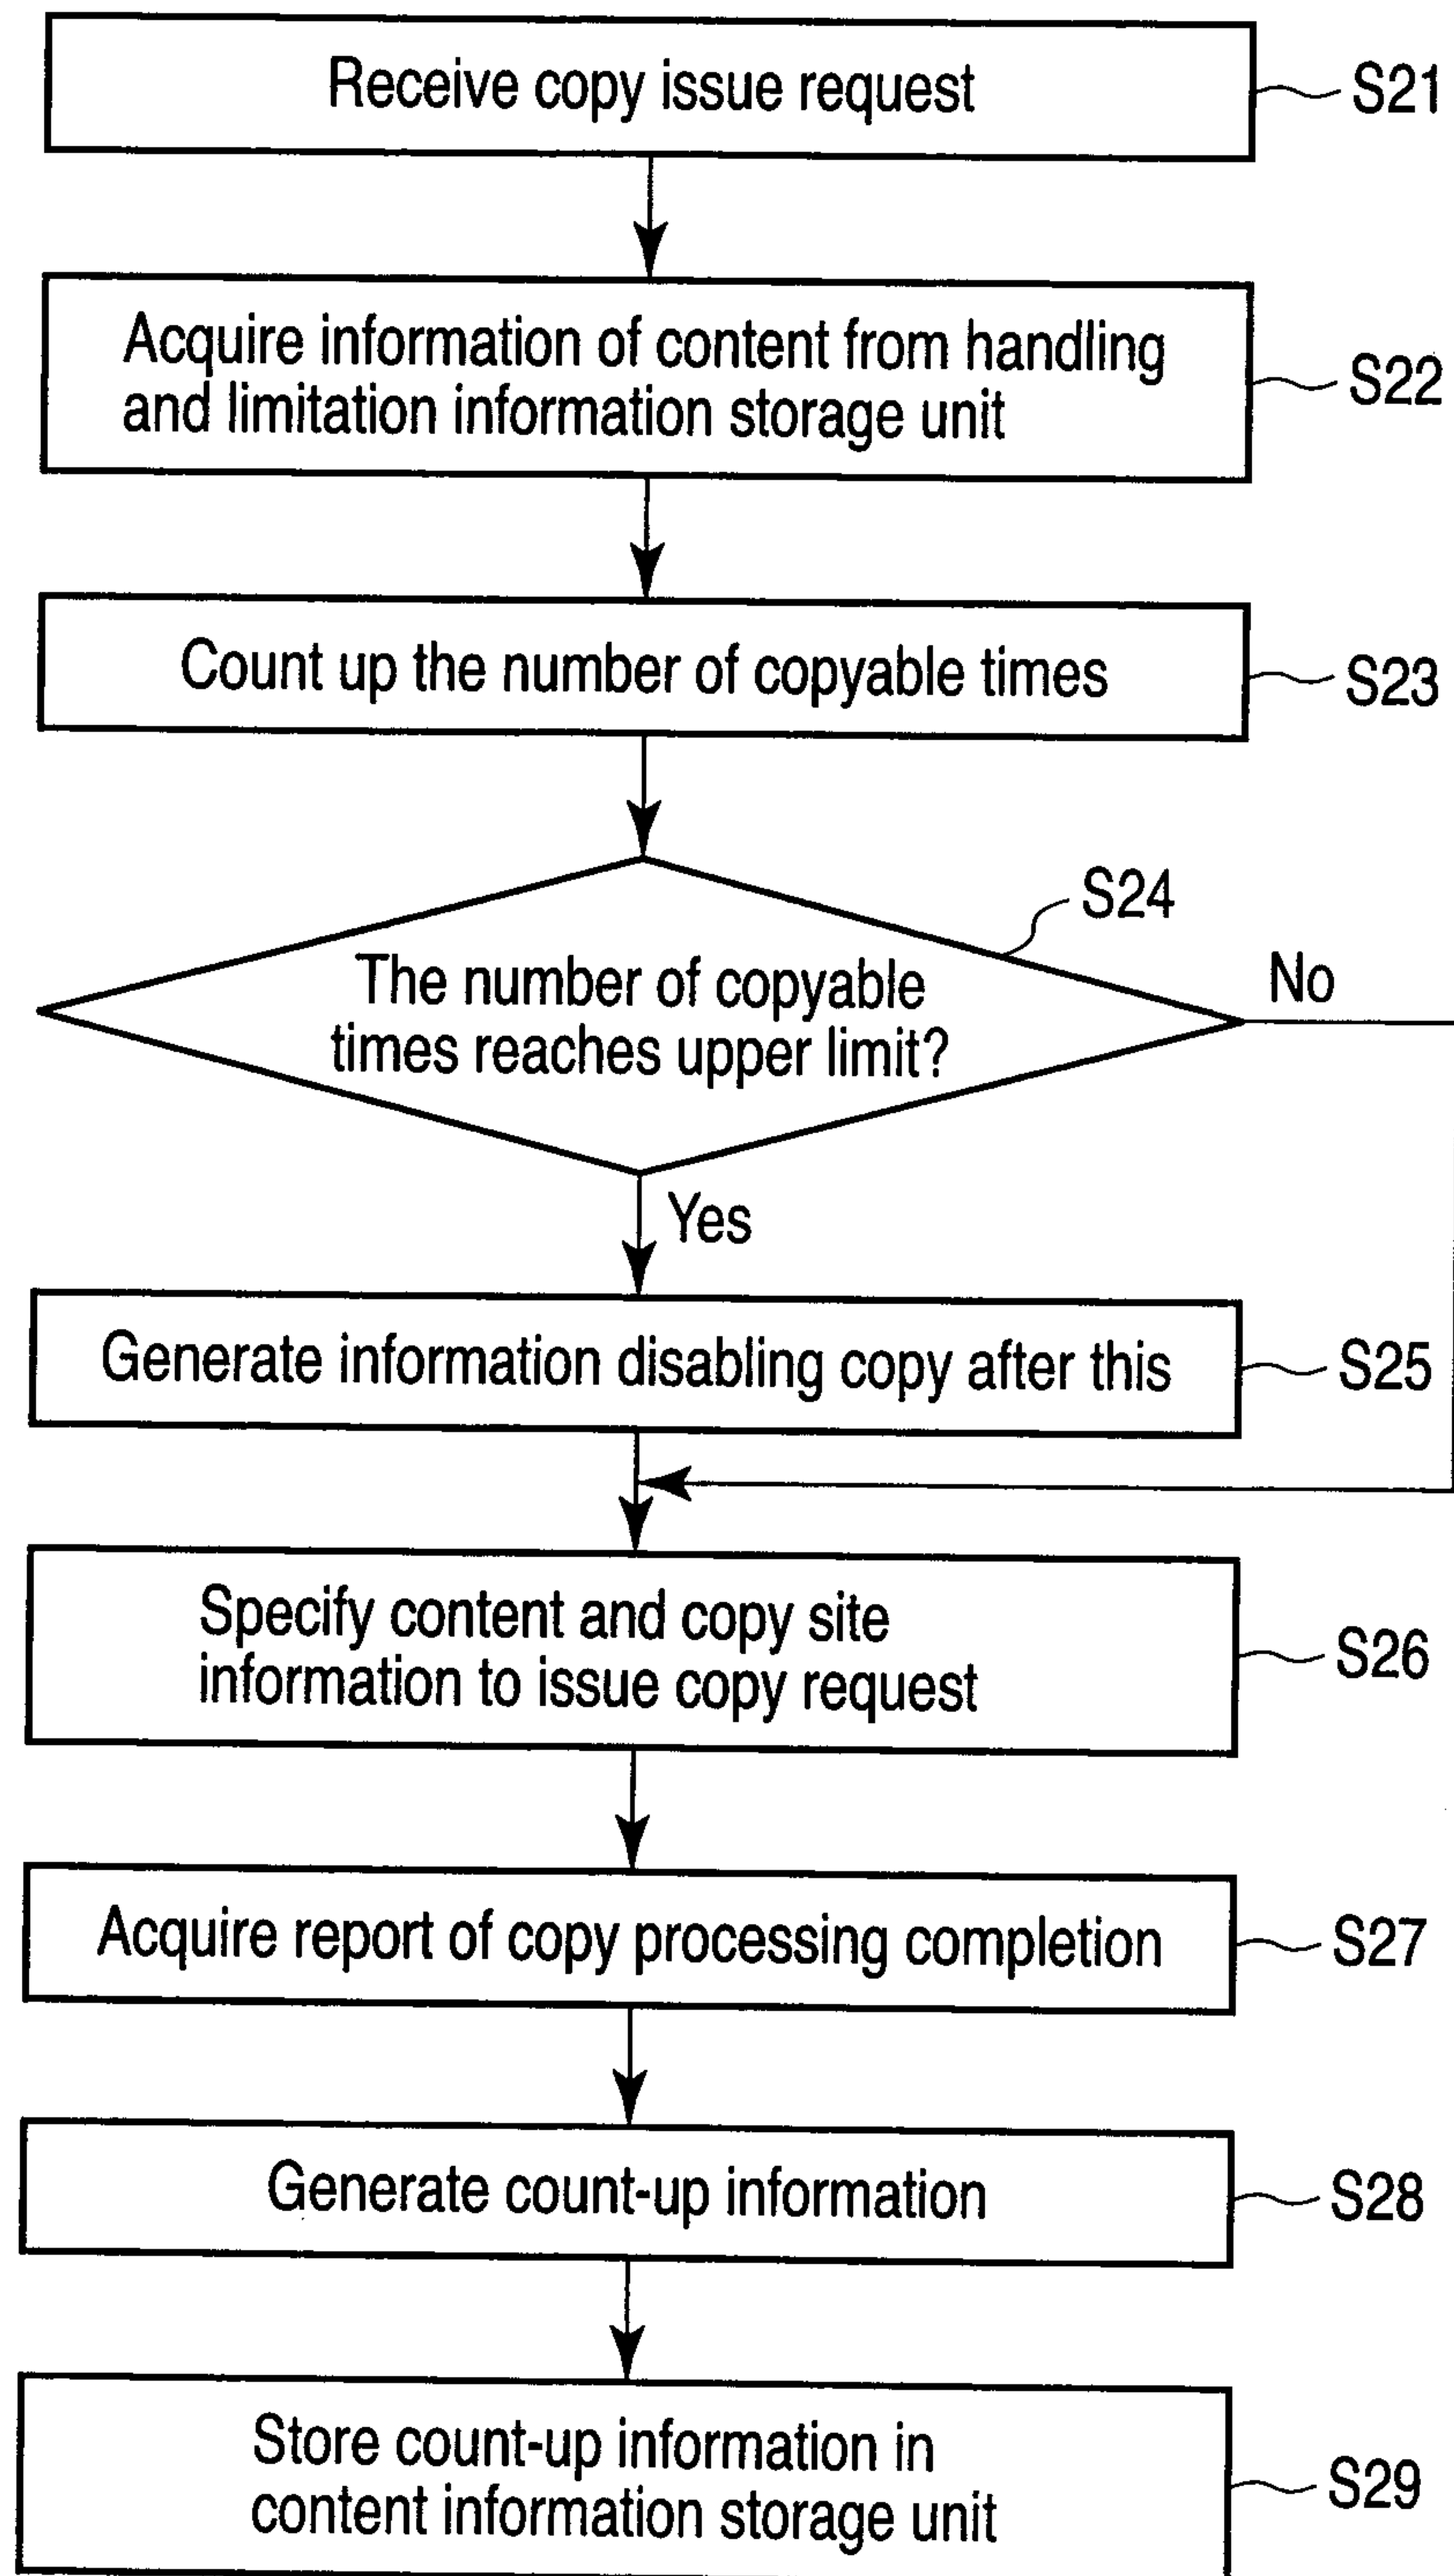 Receive copy issue request
S21
Acquire information of content from handling
and limitation information storage unit
S22
Count up the number of copyable times
S23
S24
The number of copyable
times reaches upper limit?
No
Yes
Generate information disabling copy after this
S25
Specify content and copy site
information to issue copy request
S26
Acquire report of copy processing completion
S27
Generate count-up information
S28
Store count-up information in
content information storage unit
S29